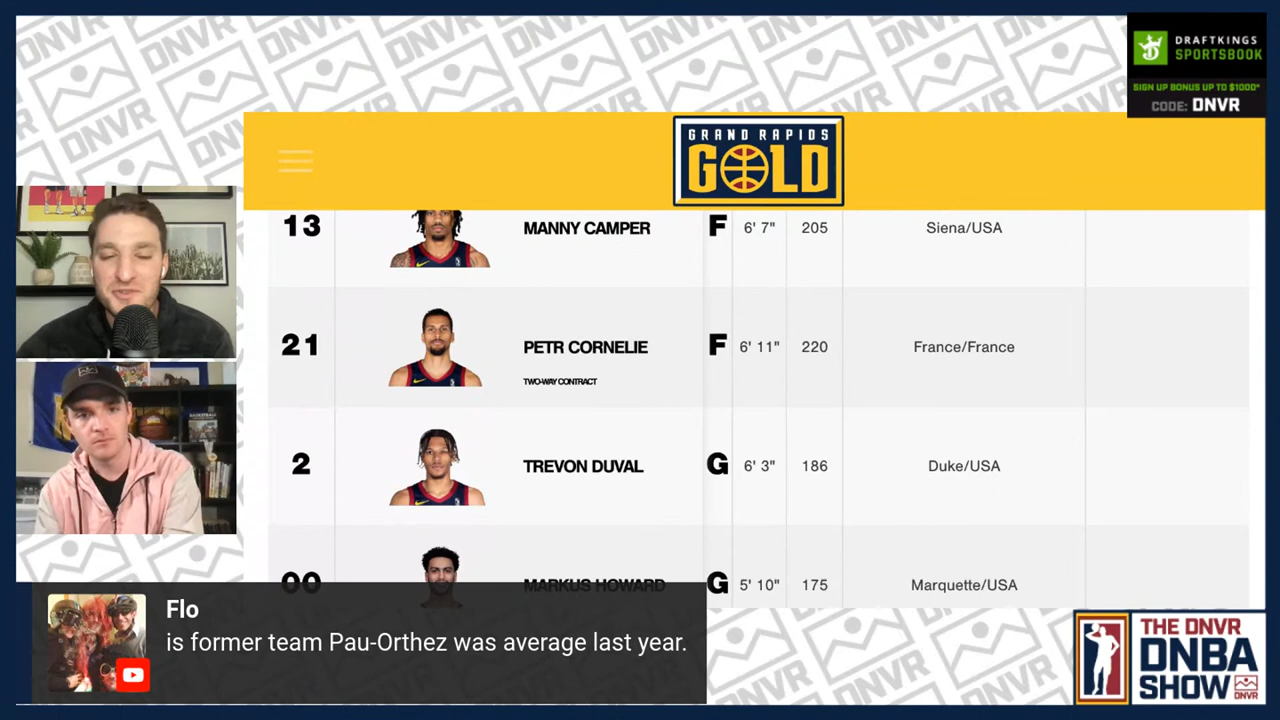 DRAFTKINGS
SPORTSBOOK
SIGN UP BONUS UP TO $1000*
CODE: DNVR
GRAND RAPIDS
GOLD
13 MANNY CAMPER F 6' 7" 205 Siena/USA
21 PETR CORNELIE F 6' 11" 220 France/France
TWO-WAY CONTRACT
2 TREVON DUVAL G 6' 3" 186 Duke/USA
00 MARKUS HOWARD G 5' 10" 175 Marquette/USA
BASKETBALL
Flo
is former team Pau-Orthez was average last year.
THE DNVR
DNBA
SHOW
DNVR